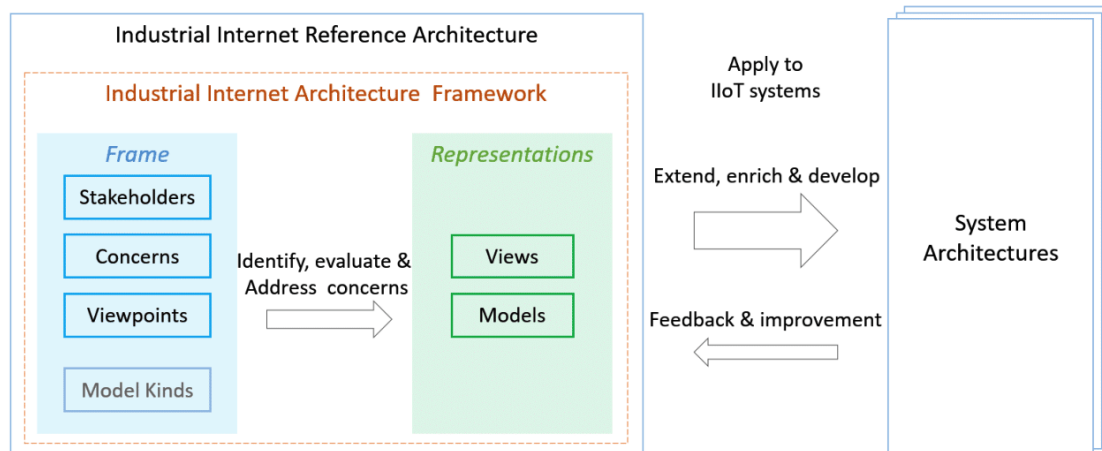 Industrial Internet Reference Architecture
Industrial Internet Architecture Framework
Frame
Stakeholders
Concerns
Viewpoints
Model Kinds
Identify, evaluate &
Address concerns
Representations
Views
Models
Apply to
IIoT systems
Extend, enrich & develop
Feedback & improvement
System
Architectures